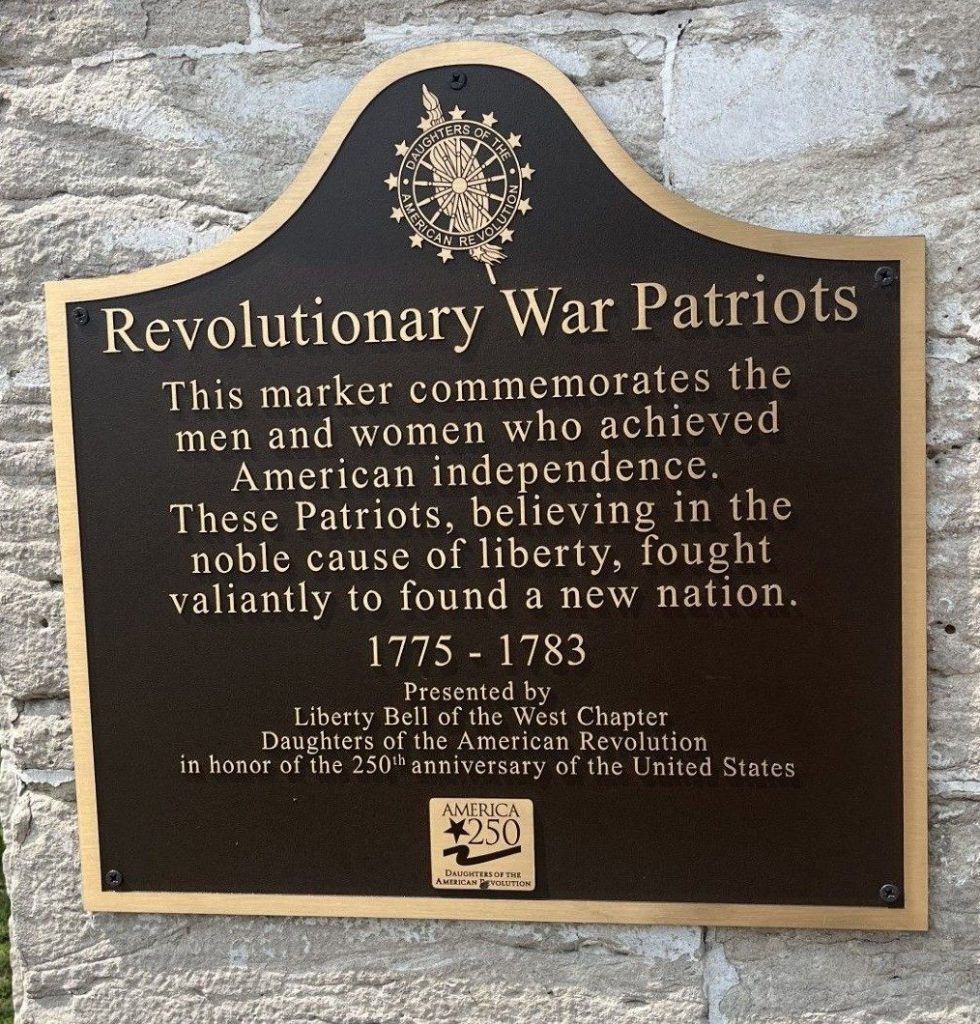 DAUGHTERS OF THE
AMERICAN REVOLUTION
Revolutionary War Patriots
This marker commemorates the
men and women who achieved
American independence.
These Patriots, believing in the
noble cause of liberty, fought
valiantly to found a new nation.
1775 - 1783
Presented by
Liberty Bell of the West Chapter
Daughters of the American Revolution
in honor of the 250th anniversary of the United States
AMERICA
250
DAUGHTERS OF THE
AMERICAN REVOLUTION